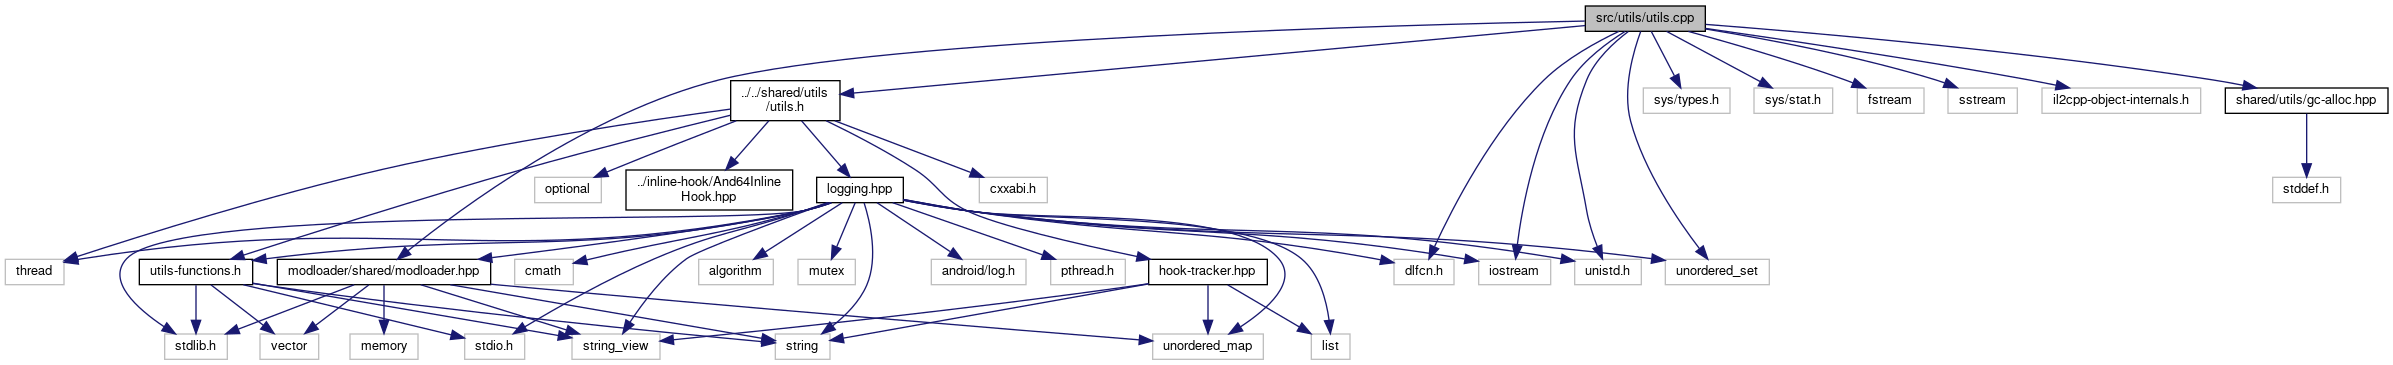 src/utils/utils.cpp
../../shared/utils
/utils.h
sys/types.h
sys/stat.h
fstream
sstream
il2cpp-object-internals.h
shared/utils/gc-alloc.hpp
optional
../inline-hook/And64Inline
Hook.hpp
logging.hpp
cxxabi.h
stddef.h
thread
utils-functions.h
modloader/shared/modloader.hpp
cmath
algorithm
mutex
android/log.h
pthread.h
hook-tracker.hpp
dlfcn.h
iostream
unistd.h
unordered_set
stdlib.h
vector
memory
stdio.h
string_view
string
unordered_map
list